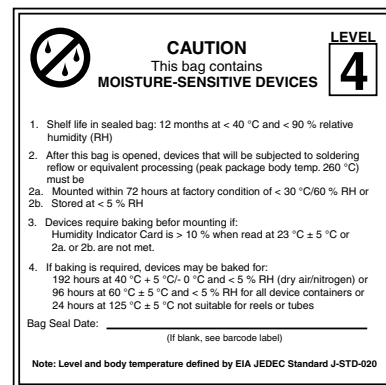 LEVEL
CAUTION
This bag contains
MOISTURE-SENSITIVE DEVICES
4
1. Shelf life in sealed bag: 12 months at < 40 °C and < 90 % relative
humidity (RH)
2. After this bag is opened, devices that will be subjected to soldering
reflow or equivalent processing (peak package body temp. 260 °C)
must be
2a. Mounted within 72 hours at factory condition of < 30 °C/60 % RH or
2b. Stored at < 5 % RH
3. Devices require baking befor mounting if:
Humidity Indicator Card is > 10 % when read at 23 °C ± 5 °C or
2a. or 2b. are not met.
4. If baking is required, devices may be baked for:
192 hours at 40 °C + 5 °C/- 0 °C and < 5 % RH (dry air/nitrogen) or
96 hours at 60 °C ± 5 °C and < 5 % RH for all device containers or
24 hours at 125 °C ± 5 °C not suitable for reels or tubes
Bag Seal Date:
(If blank, see barcode label)
Note: Level and body temperature defined by EIA JEDEC Standard J-STD-020